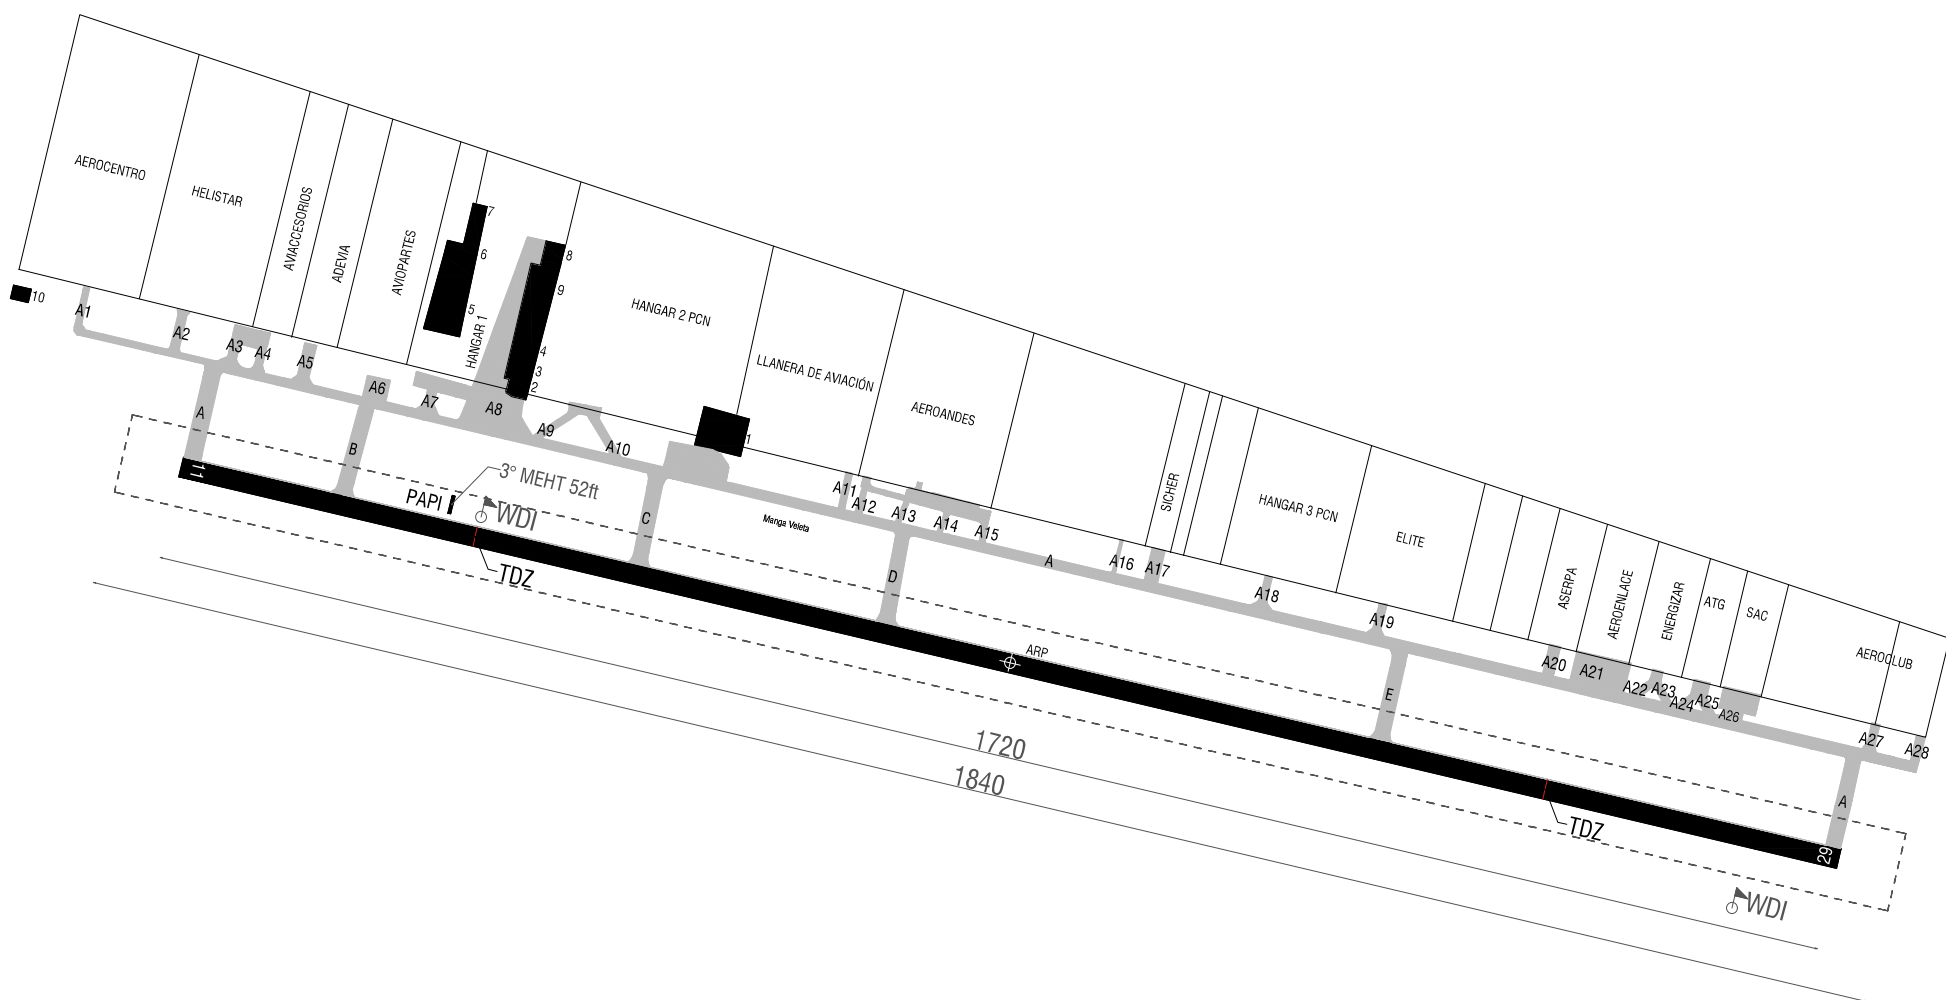 AEROCENTRO
HELISTAR
AVIACCESORIOS
ADEVIA
AVIOPARTES
HANGAR 1
HANGAR 2 PCN
LLANERA DE AVIACIÓN
AEROANDES
SICHER
HANGAR 3 PCN
ELITE
ASERPA
AEROENLACE
ENERGIZAR
ATG
SAC
AEROCLUB
7
6
5
8
9
4
3
2
1
10
A1
A2
A3
A4
A5
A6
A7
A8
A9
A10
A11
A12
A13
A14
A15
A
A16
A17
A18
A19
A20
A21
A22
A23
A24
A25
A26
A27
A28
A
B
C
D
E
A
11
29
PAPI
3° MEHT 52ft
WDI
Manga Veleta
TDZ
ARP
TDZ
WDI
1720
1840